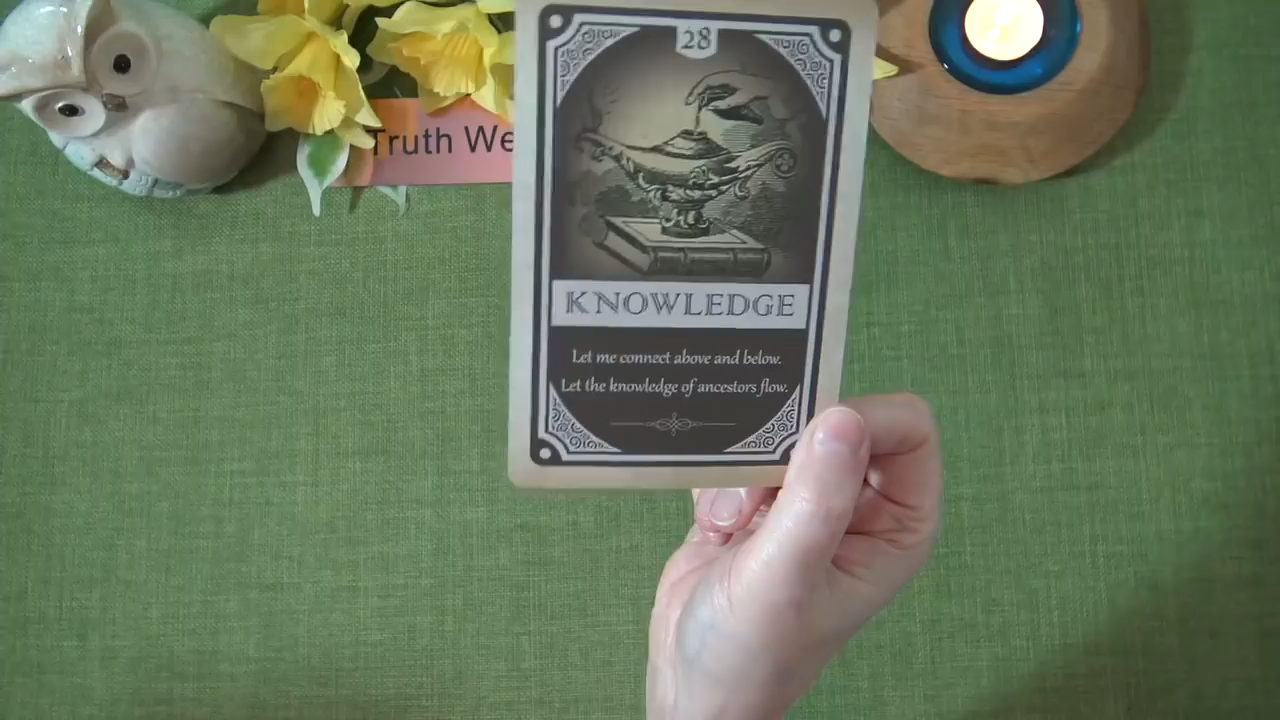 28
Truth We
KNOWLEDGE
Let me connect above and below.
Let the knowledge of ancestors flow.